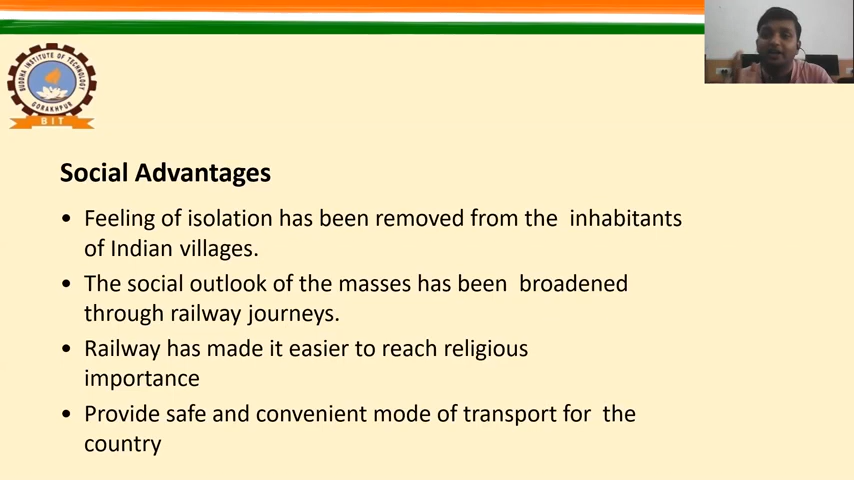 BUDDHA INSTITUTE OF TECHNOLOGY
GORAKHPUR
BIT
Social Advantages
• Feeling of isolation has been removed from the inhabitants
of Indian villages.
• The social outlook of the masses has been broadened
through railway journeys.
• Railway has made it easier to reach religious
importance
• Provide safe and convenient mode of transport for the
country